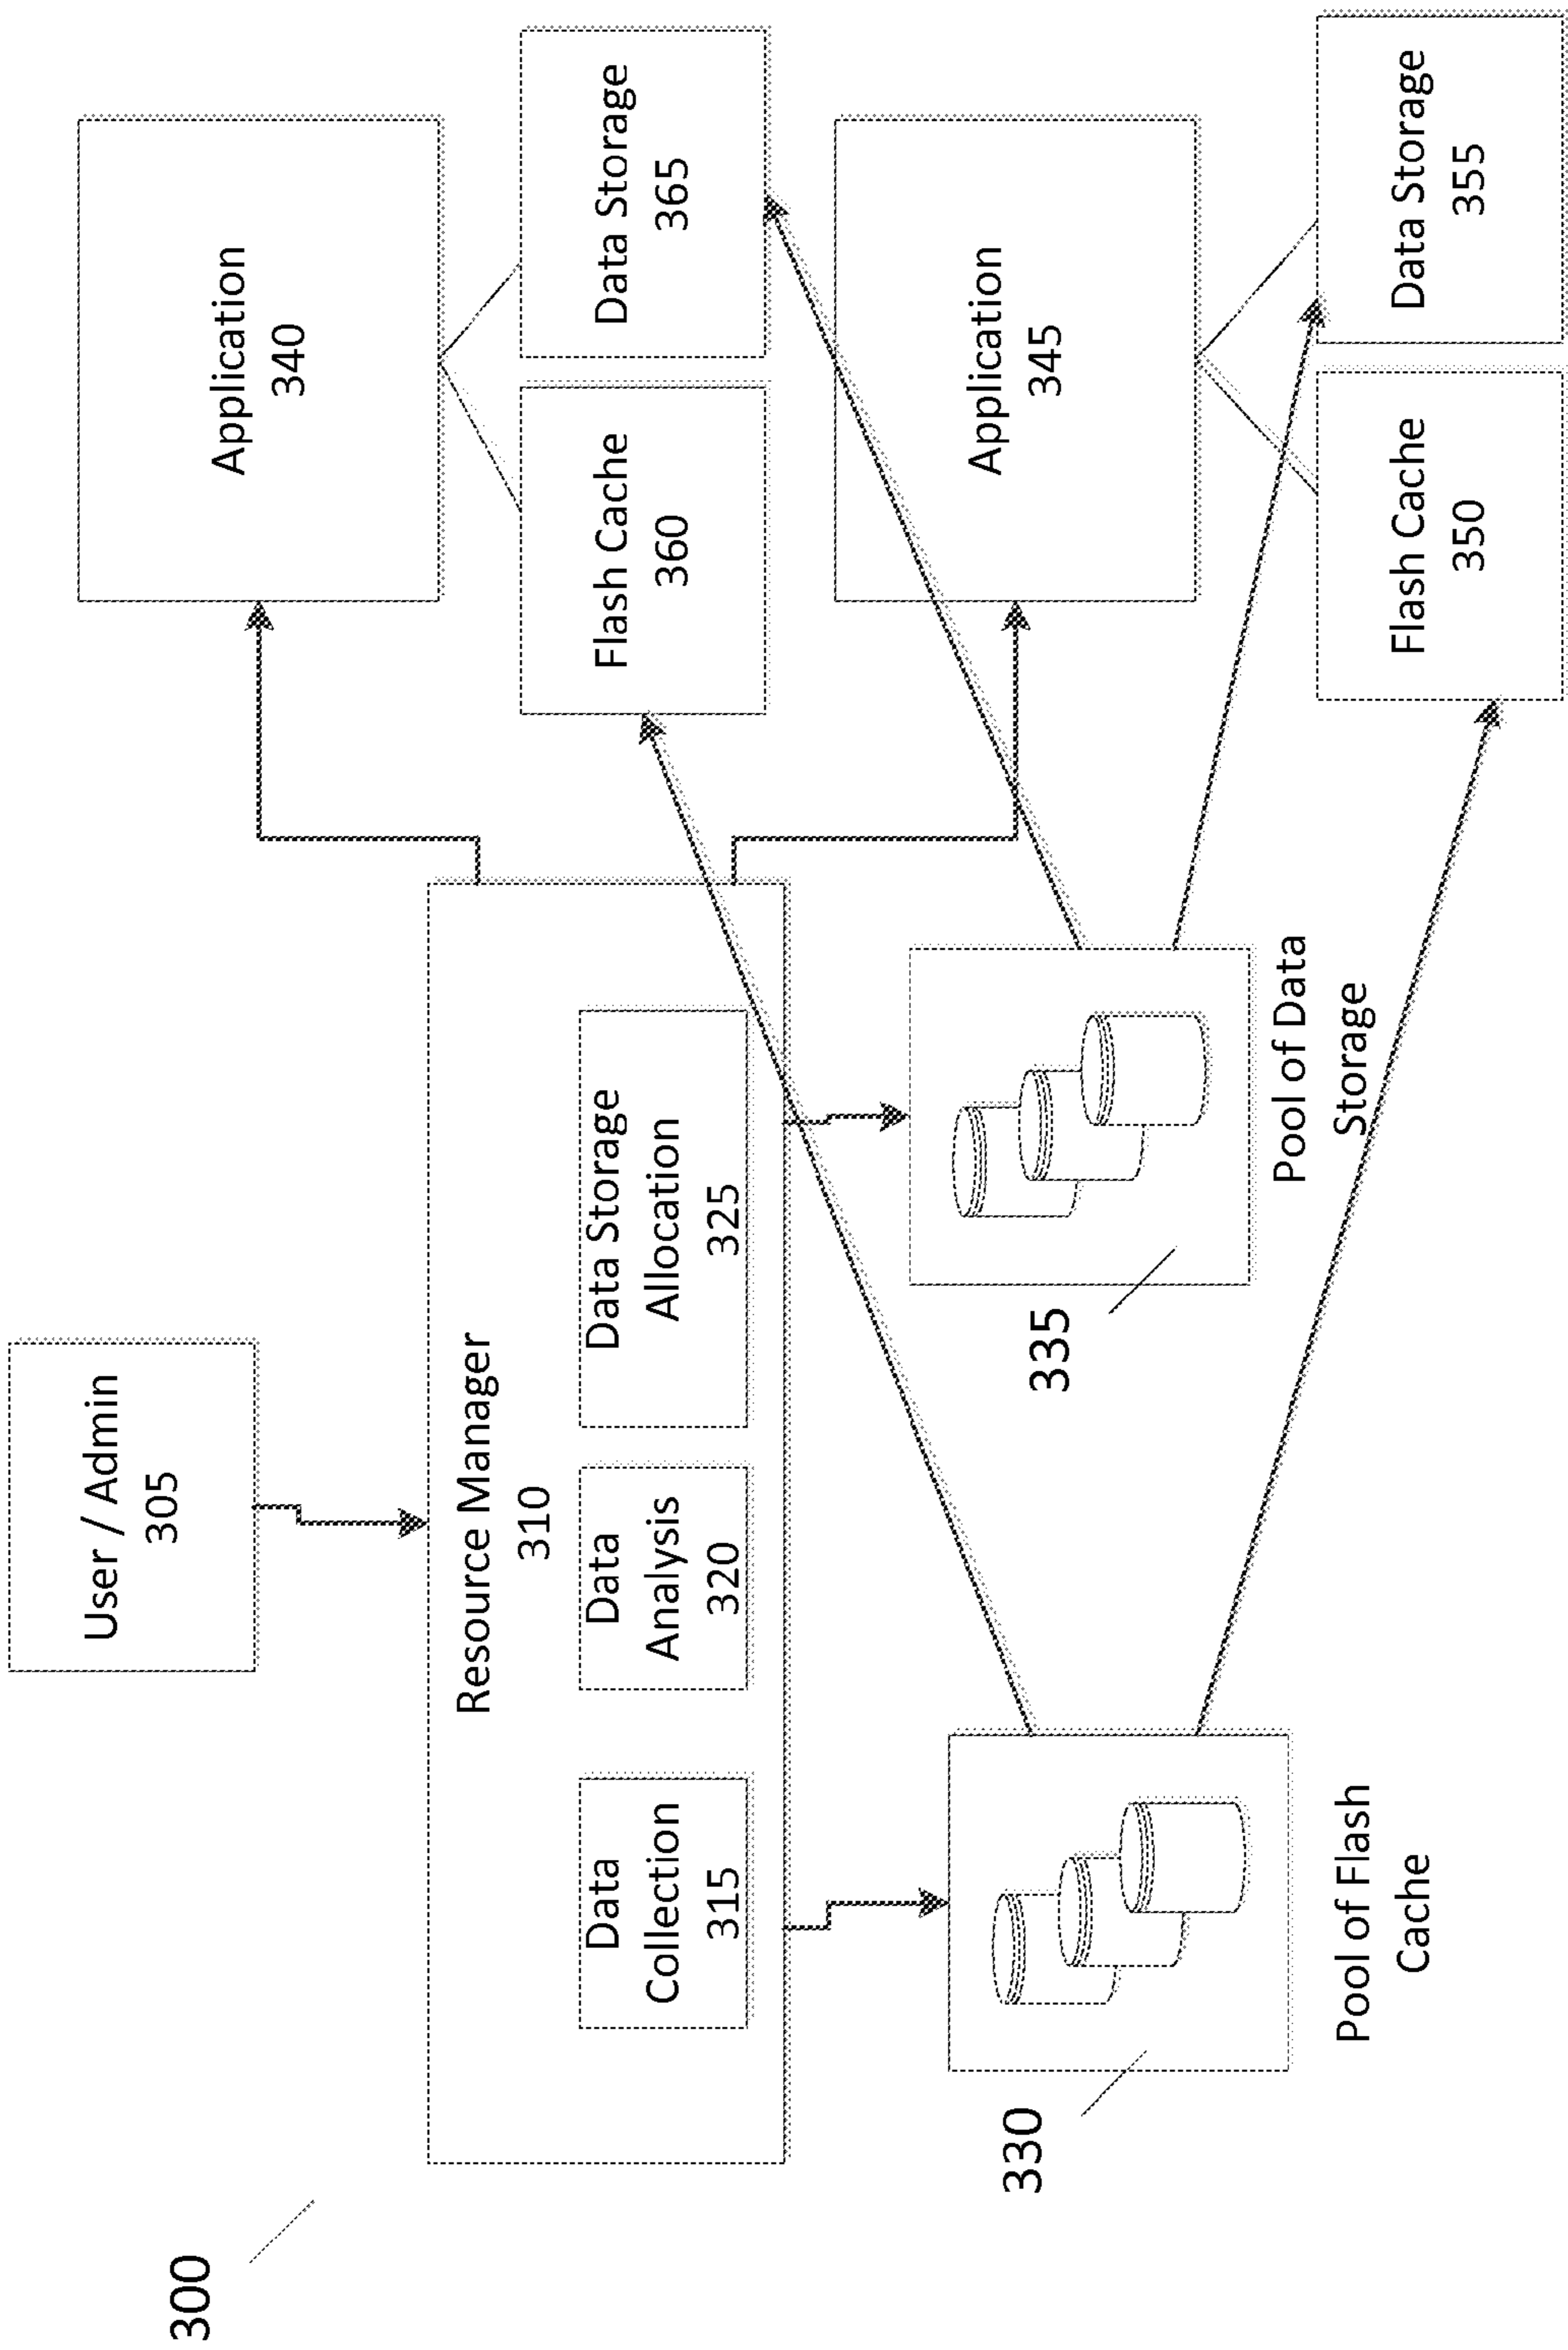 300
User / Admin
305
Resource Manager
310
Data
Collection
315
Data
Analysis
320
Data Storage
Allocation
325
330
Pool of Flash
Cache
335
Pool of Data
Storage
Application
340
Flash Cache
360
Data Storage
365
Application
345
Flash Cache
350
Data Storage
355